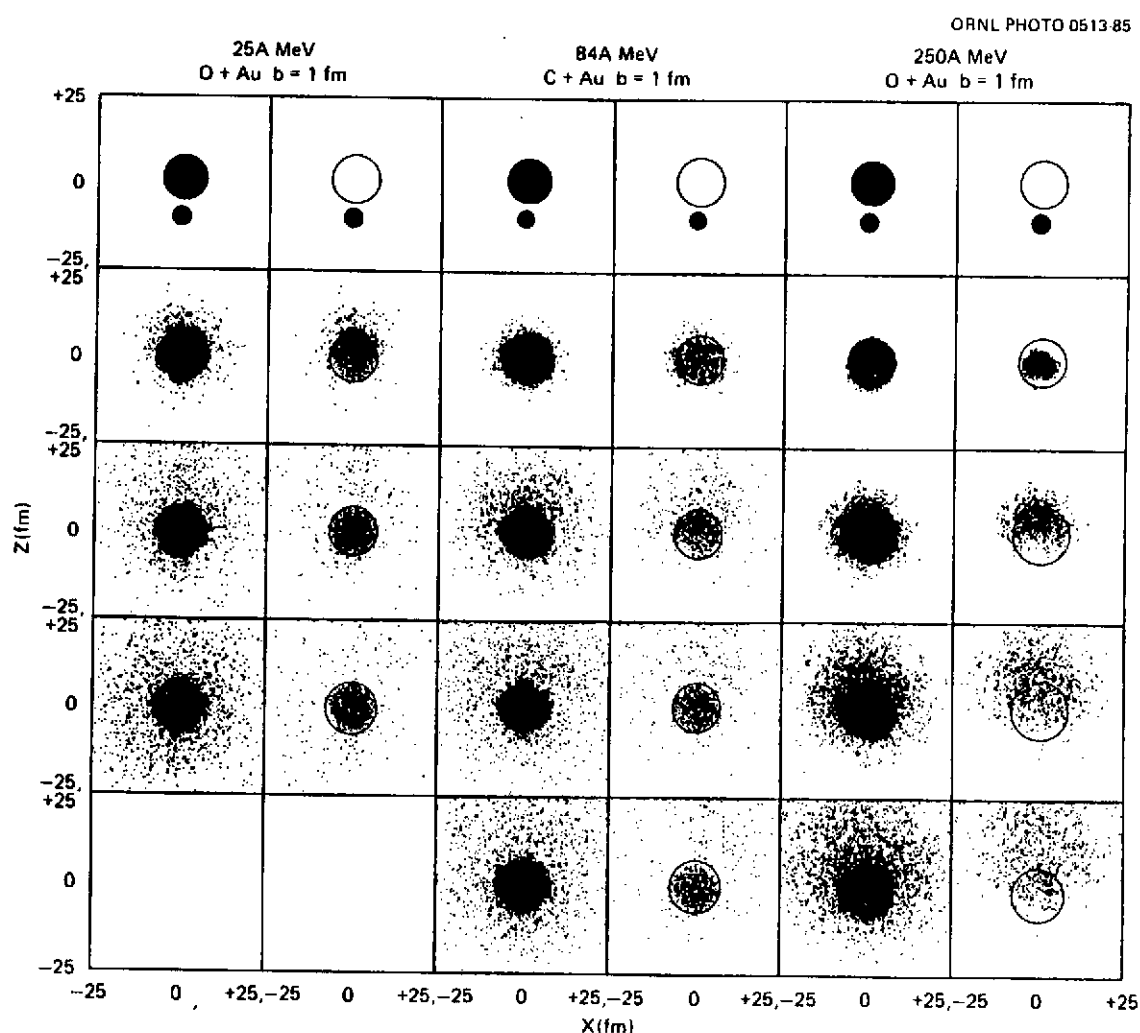 ORNL PHOTO 0513-85
25A MeV
O + Au b = 1 fm
84A MeV
C + Au b = 1 fm
250A MeV
O + Au b = 1 fm
+25
0
−25,
+25
0
−25,
+25
0
−25,
+25
0
−25,
+25
0
−25
Z(fm)
−25 0 +25,−25 0 +25,−25 0 +25,−25 0 +25,−25 0 +25,−25 0 +25
X(fm)